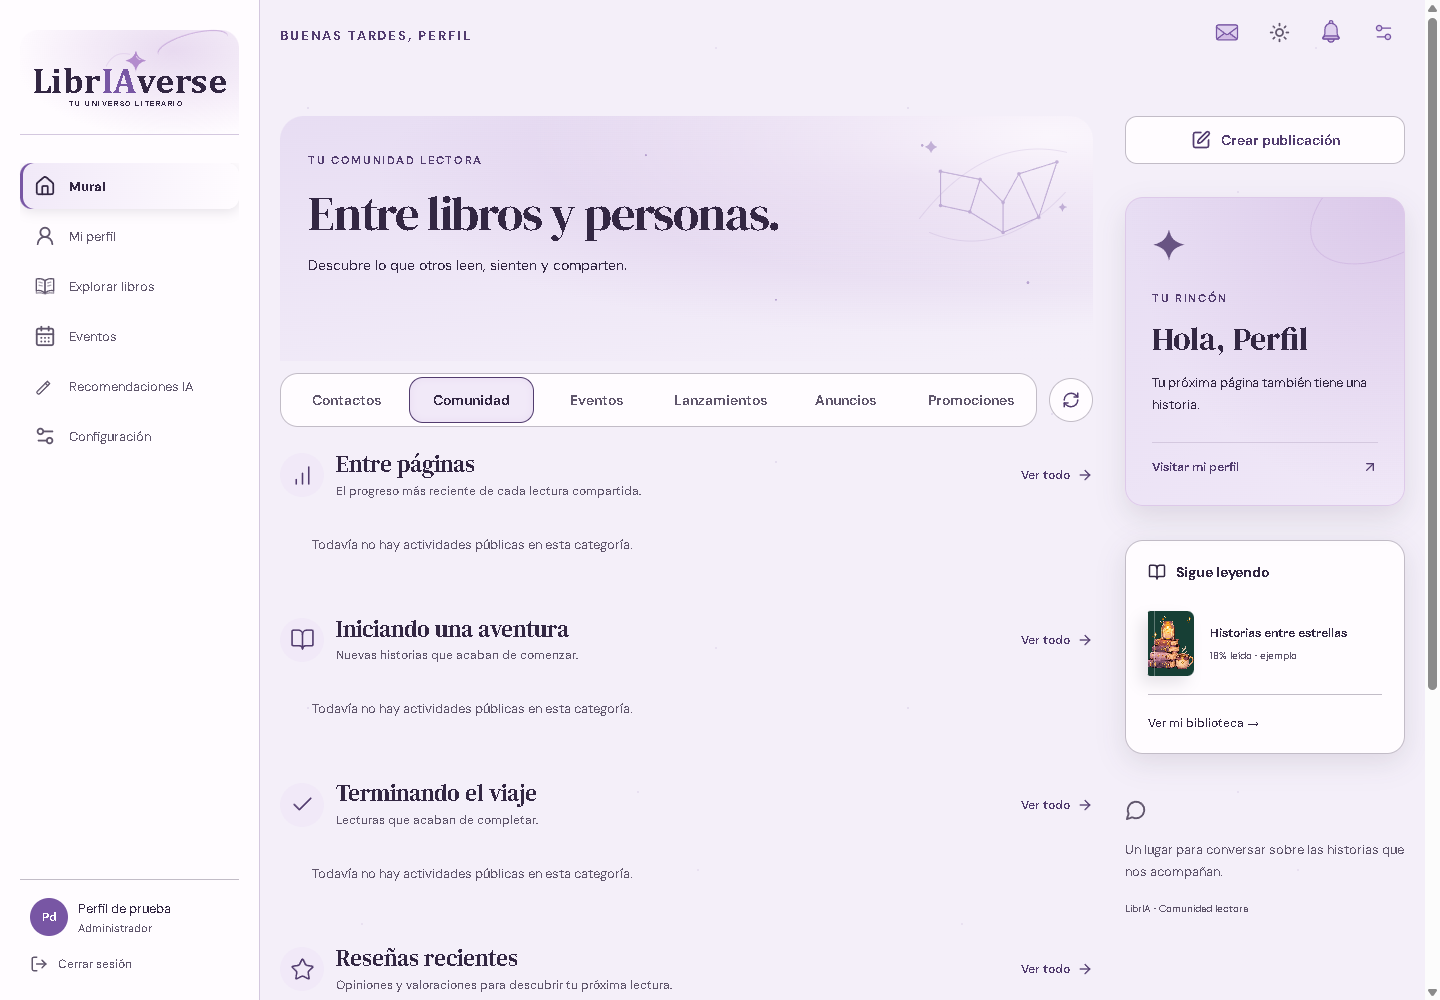 LibrIAverse
TU UNIVERSO LITERARIO
Mural
Mi perfil
Explorar libros
Eventos
Recomendaciones IA
Configuración
Pd
Perfil de prueba
Administrador
Cerrar sesión
BUENAS TARDES, PERFIL
TU COMUNIDAD LECTORA
Entre libros y personas.
Descubre lo que otros leen, sienten y comparten.
Contactos
Comunidad
Eventos
Lanzamientos
Anuncios
Promociones
Entre páginas
El progreso más reciente de cada lectura compartida.
Ver todo →
Todavía no hay actividades públicas en esta categoría.
Iniciando una aventura
Nuevas historias que acaban de comenzar.
Ver todo →
Todavía no hay actividades públicas en esta categoría.
Terminando el viaje
Lecturas que acaban de completar.
Ver todo →
Todavía no hay actividades públicas en esta categoría.
Reseñas recientes
Opiniones y valoraciones para descubrir tu próxima lectura.
Ver todo →
Crear publicación
TU RINCÓN
Hola, Perfil
Tu próxima página también tiene una
historia.
Visitar mi perfil
Sigue leyendo
Historias entre estrellas
18% leído · ejemplo
Ver mi biblioteca →
Un lugar para conversar sobre las historias que
nos acompañan.
LibrIA · Comunidad lectora